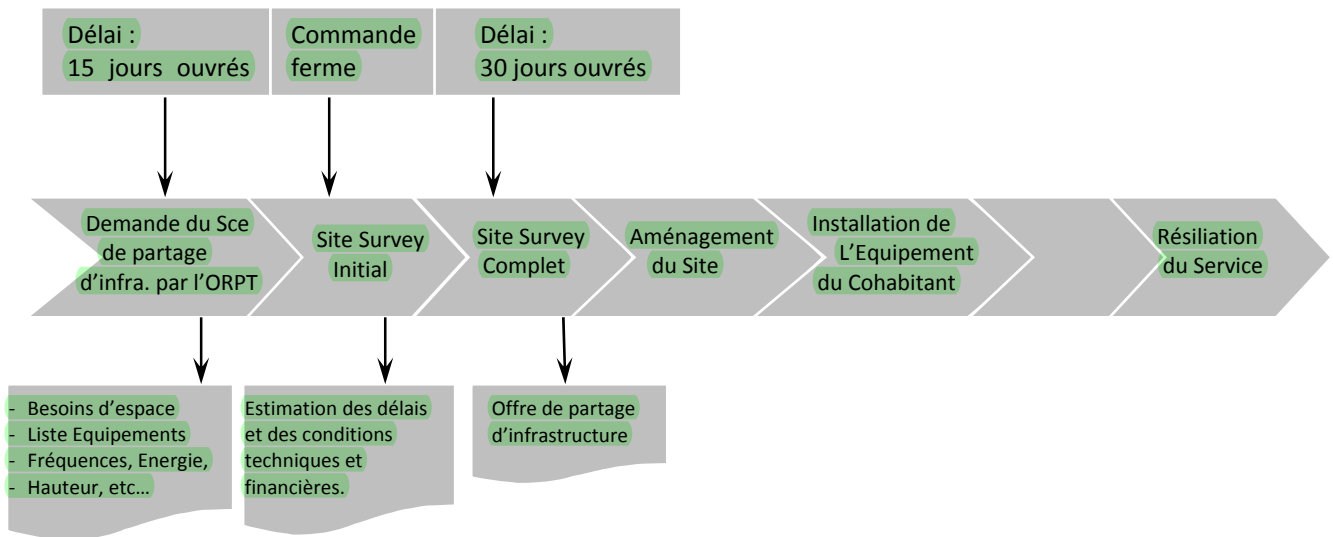 Délai :
15 jours ouvrés
Commande
ferme
Délai :
30 jours ouvrés
Demande du Sce
de partage
d'infra. par l'ORPT
Site Survey
Initial
Site Survey
Complet
Aménagement
du Site
Installation de
L'Equipement
du Cohabitant
Résiliation
du Service
- Besoins d'espace
- Liste Equipements
- Fréquences, Energie,
- Hauteur, etc…
Estimation des délais
et des conditions
techniques et
financières.
Offre de partage
d'infrastructure